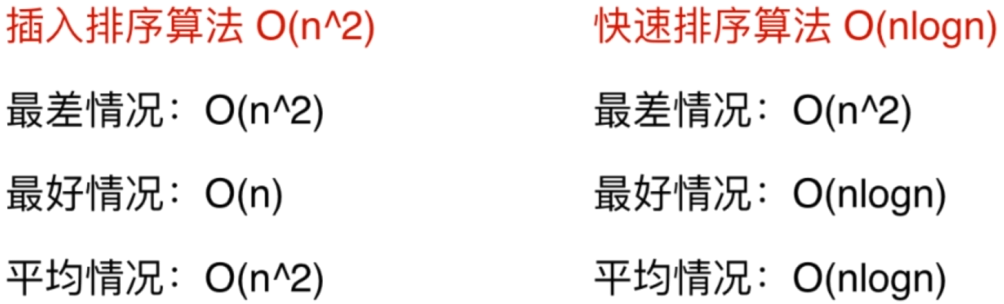 插入排序算法 O(n^2)
最差情况：O(n^2)
最好情况：O(n)
平均情况：O(n^2)
快速排序算法 O(nlogn)
最差情况：O(n^2)
最好情况：O(nlogn)
平均情况：O(nlogn)